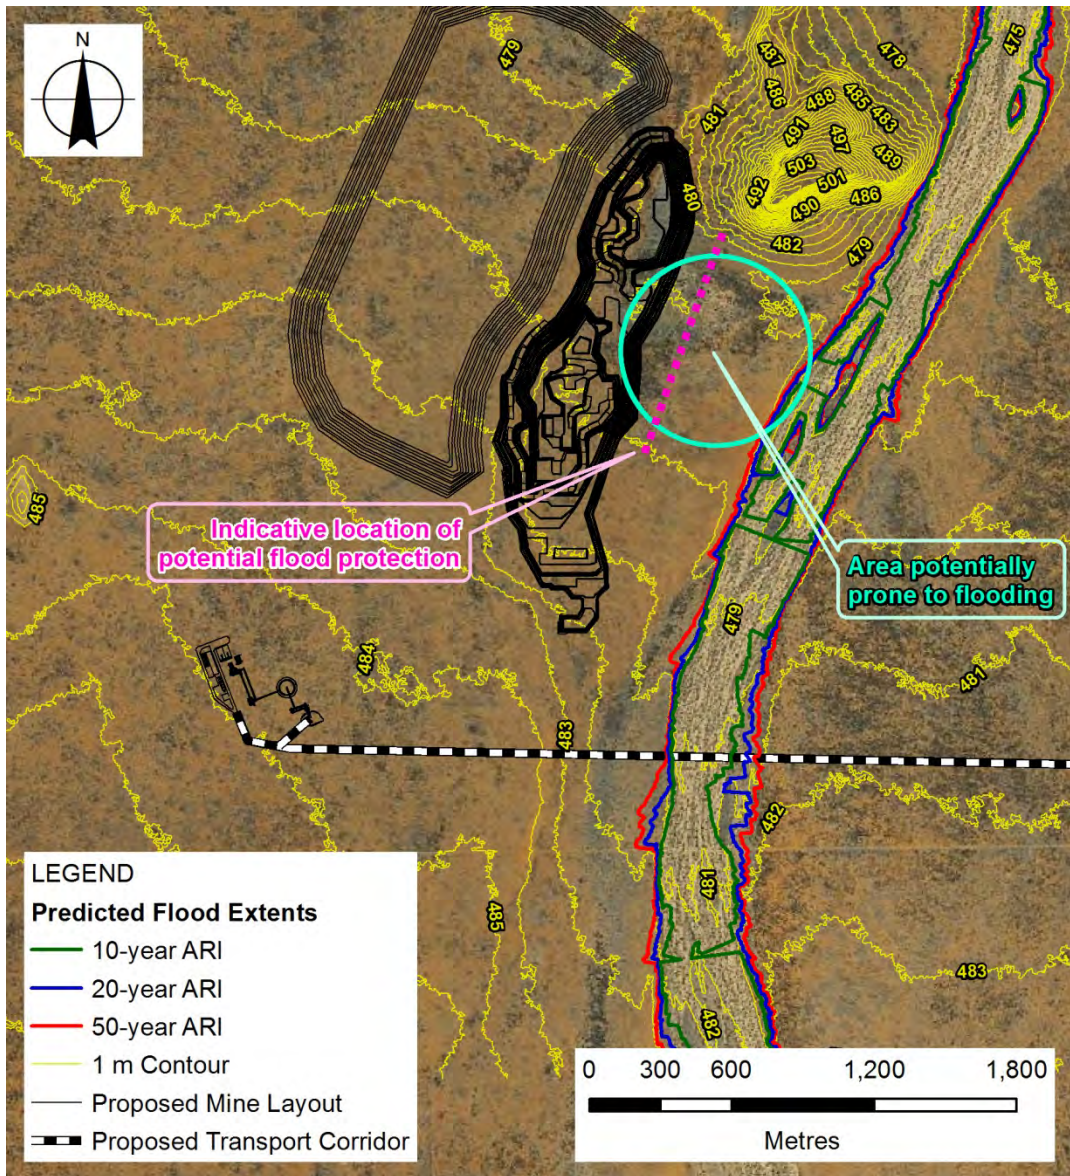 N
479
487
478
486
488
485
483
481
491
497
489
503
492
501
486
490
480
482
479
475
485
Indicative location of
potential flood protection
Area potentially
prone to flooding
479
484
481
483
482
481
485
483
482
LEGEND
Predicted Flood Extents
10-year ARI
20-year ARI
50-year ARI
1 m Contour
Proposed Mine Layout
Proposed Transport Corridor
0 300 600 1,200 1,800
Metres